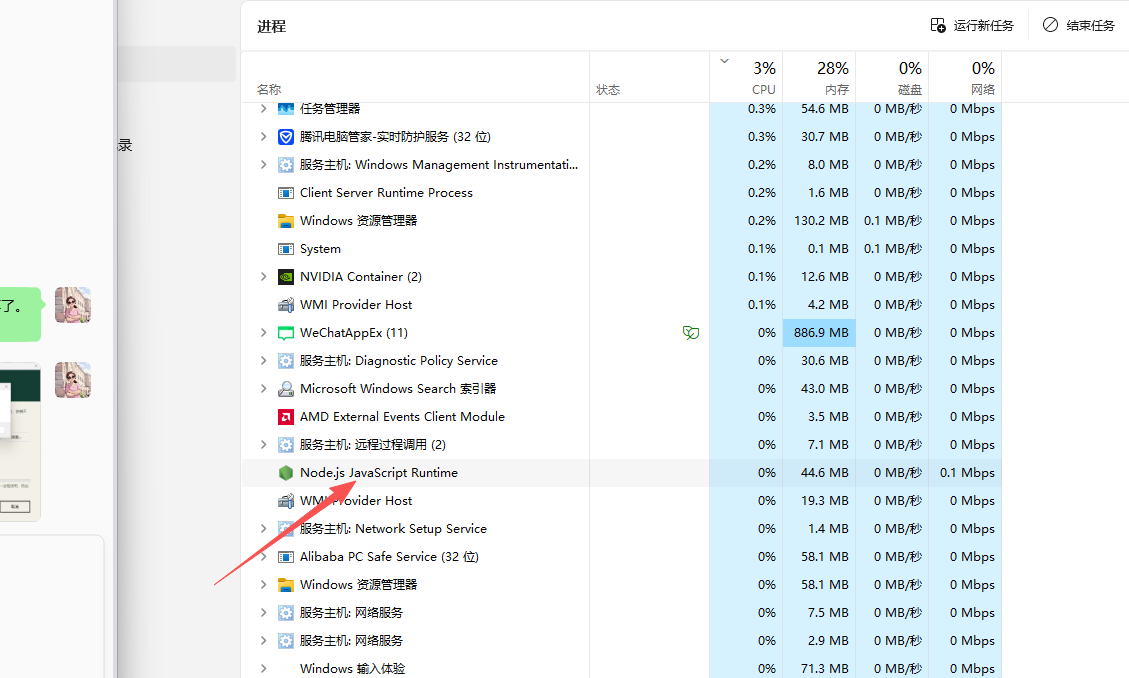 进程
运行新任务
结束任务
3% 28% 0% 0%
名称 状态 CPU 内存 磁盘 网络
任务管理器 0.3% 54.6 MB 0 MB/秒 0 Mbps
腾讯电脑管家-实时防护服务 (32 位) 0.3% 30.7 MB 0 MB/秒 0 Mbps
录
服务主机: Windows Management Instrumentati... 0.2% 8.0 MB 0 MB/秒 0 Mbps
Client Server Runtime Process 0.2% 1.6 MB 0 MB/秒 0 Mbps
Windows 资源管理器 0.2% 130.2 MB 0.1 MB/秒 0 Mbps
System 0.1% 0.1 MB 0.1 MB/秒 0 Mbps
NVIDIA Container (2) 0.1% 12.6 MB 0 MB/秒 0 Mbps
了。
WMI Provider Host 0.1% 4.2 MB 0 MB/秒 0 Mbps
WeChatAppEx (11) 0% 886.9 MB 0 MB/秒 0 Mbps
服务主机: Diagnostic Policy Service 0% 30.6 MB 0 MB/秒 0 Mbps
Microsoft Windows Search 索引器 0% 43.0 MB 0 MB/秒 0 Mbps
AMD External Events Client Module 0% 3.5 MB 0 MB/秒 0 Mbps
服务主机: 远程过程调用 (2) 0% 7.1 MB 0 MB/秒 0 Mbps
Node.js JavaScript Runtime 0% 44.6 MB 0 MB/秒 0.1 Mbps
WMI Provider Host 0% 19.3 MB 0 MB/秒 0 Mbps
服务主机: Network Setup Service 0% 1.4 MB 0 MB/秒 0 Mbps
Alibaba PC Safe Service (32 位) 0% 58.1 MB 0 MB/秒 0 Mbps
Windows 资源管理器 0% 58.1 MB 0 MB/秒 0 Mbps
服务主机: 网络服务 0% 7.5 MB 0 MB/秒 0 Mbps
服务主机: 网络服务 0% 2.9 MB 0 MB/秒 0 Mbps
Windows 输入体验 0% 71.3 MB 0 MB/秒 0 Mbps